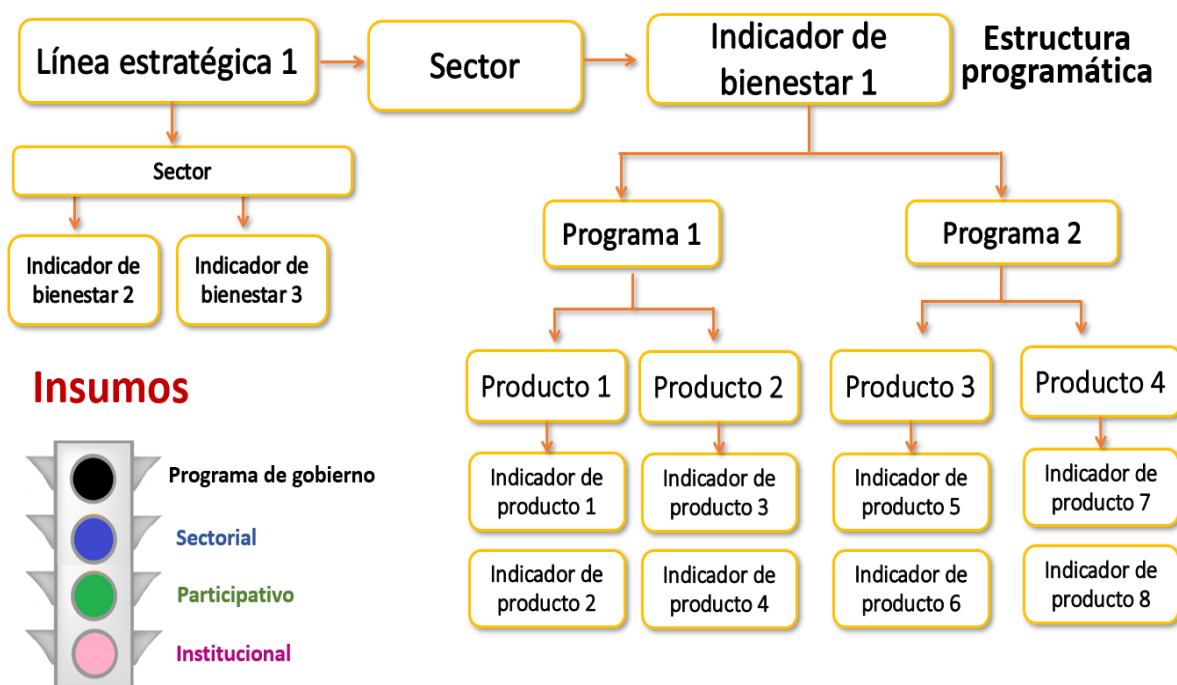 Línea estratégica 1
Sector
Indicador de
bienestar 1
Estructura
programática
Sector
Indicador de
bienestar 2
Indicador de
bienestar 3
Programa 1
Programa 2
Producto 1
Producto 2
Producto 3
Producto 4
Indicador de
producto 1
Indicador de
producto 3
Indicador de
producto 5
Indicador de
producto 7
Indicador de
producto 2
Indicador de
producto 4
Indicador de
producto 6
Indicador de
producto 8
Insumos
Programa de gobierno
Sectorial
Participativo
Institucional